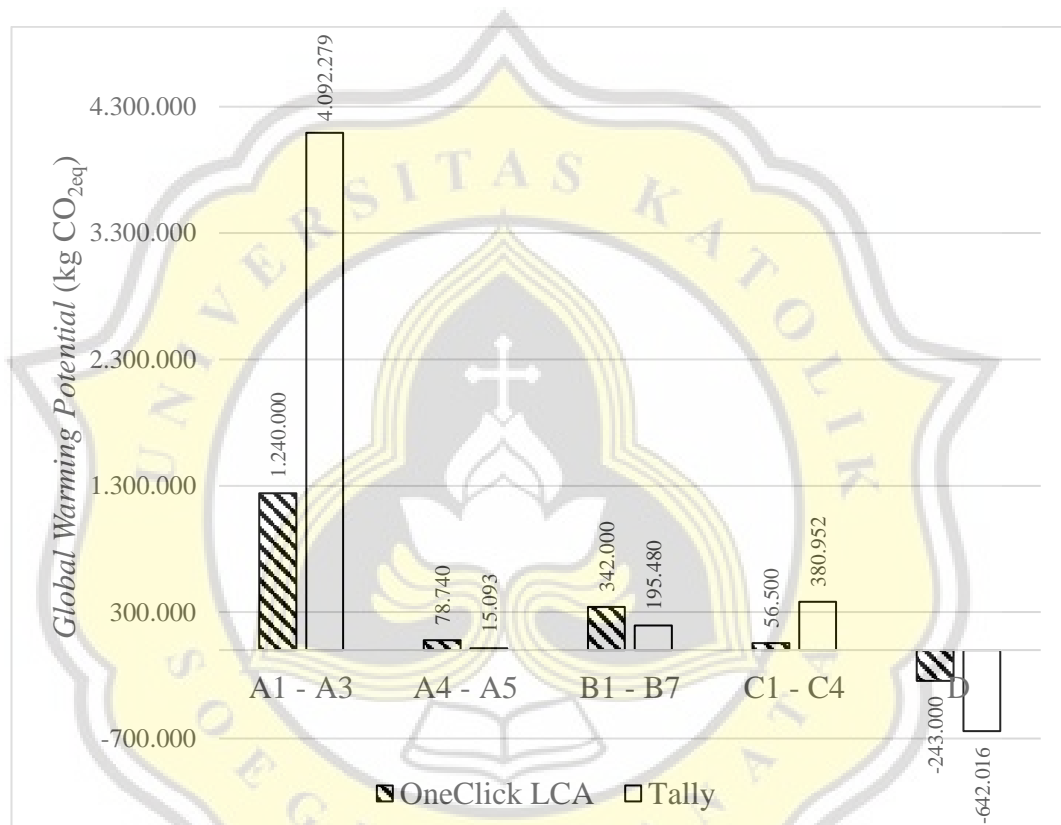 UNIVERSITAS KATOLIK
SOEGIJAPRANATA
Global Warming Potential (kg CO2eq)
4.300.000
3.300.000
2.300.000
1.300.000
300.000
-700.000
1.240.000
4.092.279
78.740
15.093
342.000
195.480
56.500
380.952
-243.000
-642.016
A1 - A3
A4 - A5
B1 - B7
C1 - C4
D
OneClick LCA
Tally